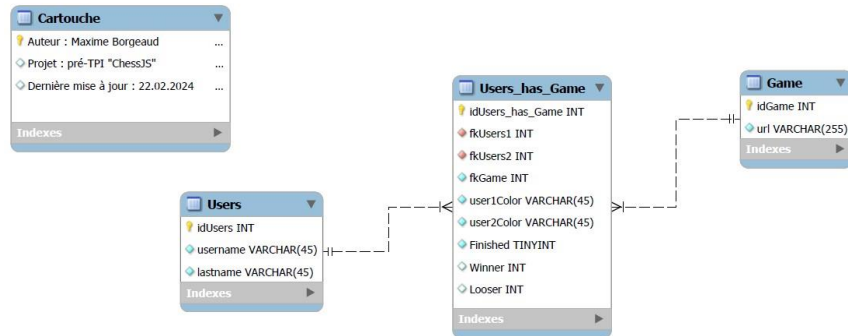 Cartouche
Auteur : Maxime Borgeaud ...
Projet : pré-TPI "ChessJS" ...
Dernière mise à jour : 22.02.2024 ...
Indexes
Users
idUsers INT
username VARCHAR(45)
lastname VARCHAR(45)
Indexes
Users_has_Game
idUsers_has_Game INT
fkUsers1 INT
fkUsers2 INT
fkGame INT
user1Color VARCHAR(45)
user2Color VARCHAR(45)
Finished TINYINT
Winner INT
Looser INT
Indexes
Game
idGame INT
url VARCHAR(255)
Indexes